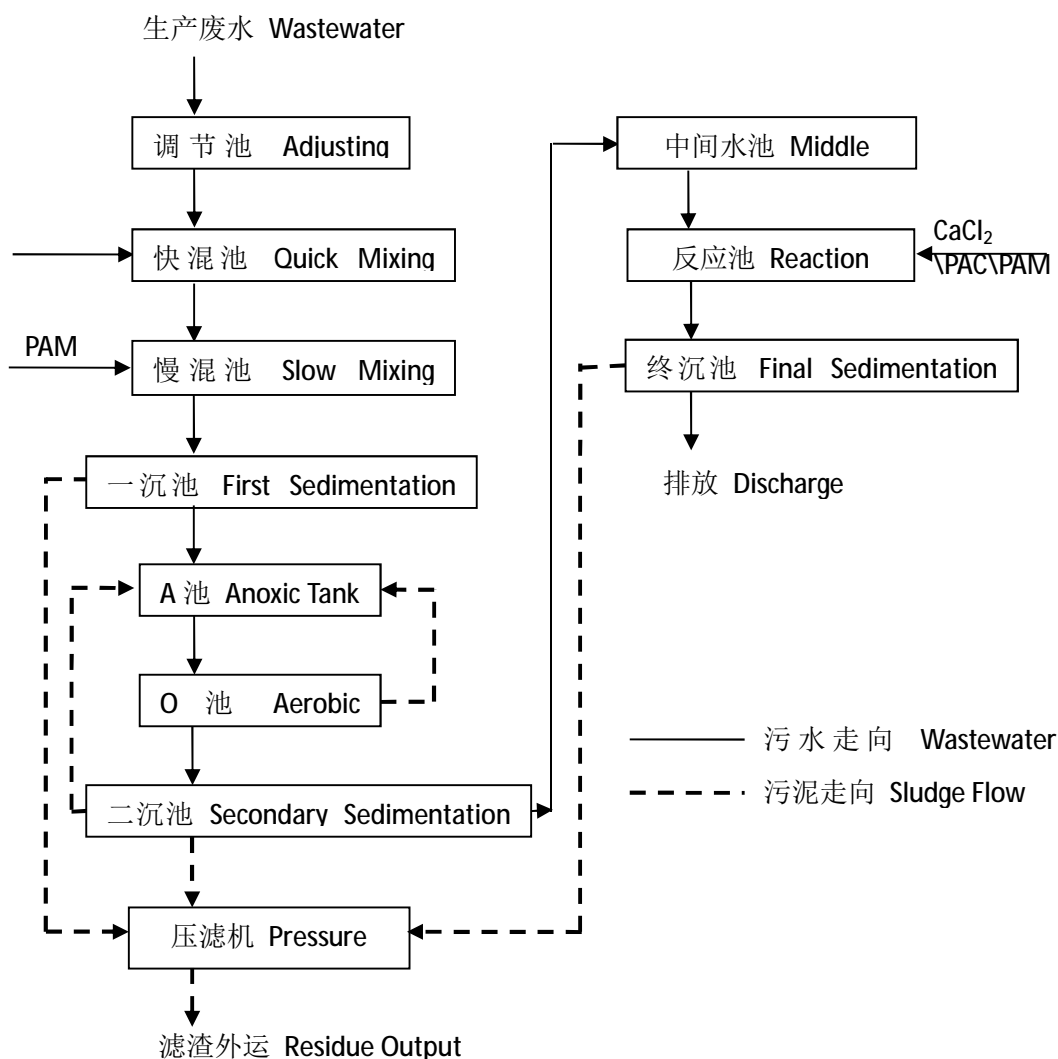 生产废水 Wastewater
调节池 Adjusting
快混池 Quick Mixing
PAM
慢混池 Slow Mixing
一沉池 First Sedimentation
A池 Anoxic Tank
O 池 Aerobic
二沉池 Secondary Sedimentation
压滤机 Pressure
滤渣外运 Residue Output
中间水池 Middle
反应池 Reaction
CaCl₂
\PAC\PAM
终沉池 Final Sedimentation
排放 Discharge
污水走向 Wastewater
污泥走向 Sludge Flow